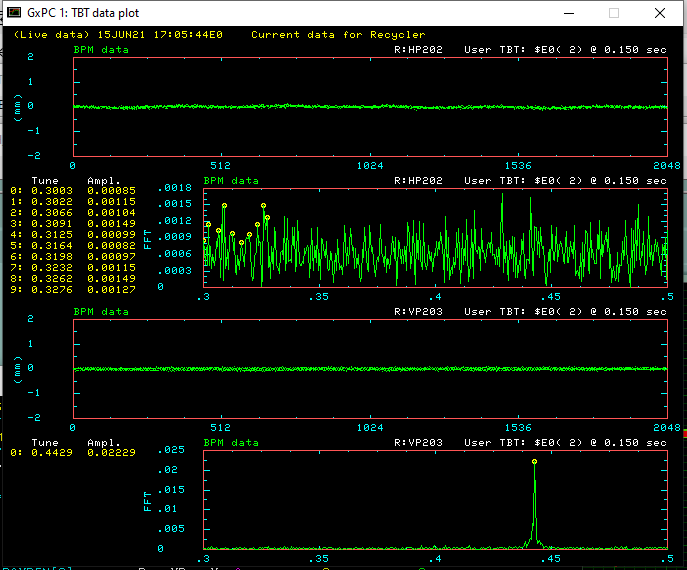 GxPC 1: TBT data plot
(Live data) 15JUN21 17:05:44E0 Current data for Recycler
BPM data R:HP202 User TBT: $E0( 2) @ 0.150 sec
2
1
0
-1
-2
(mm)
0 512 1024 1536 2048
Tune Ampl. BPM data R:HP202 User TBT: $E0( 2) @ 0.150 sec
0: 0.3003 0.00085
1: 0.3022 0.00115
2: 0.3066 0.00104
3: 0.3091 0.00149
4: 0.3125 0.00099
5: 0.3164 0.00082
6: 0.3198 0.00097
7: 0.3232 0.00115
8: 0.3262 0.00149
9: 0.3276 0.00127
.0018
.0015
.0012
.0009
.0006
.0003
0
FFT
.3 .35 .4 .45 .5
BPM data R:VP203 User TBT: $E0( 2) @ 0.150 sec
2
1
0
-1
-2
(mm)
0 512 1024 1536 2048
Tune Ampl. BPM data R:VP203 User TBT: $E0( 2) @ 0.150 sec
0: 0.4429 0.02229
.025
.02
.015
.01
.005
0
FFT
.3 .35 .4 .45 .5